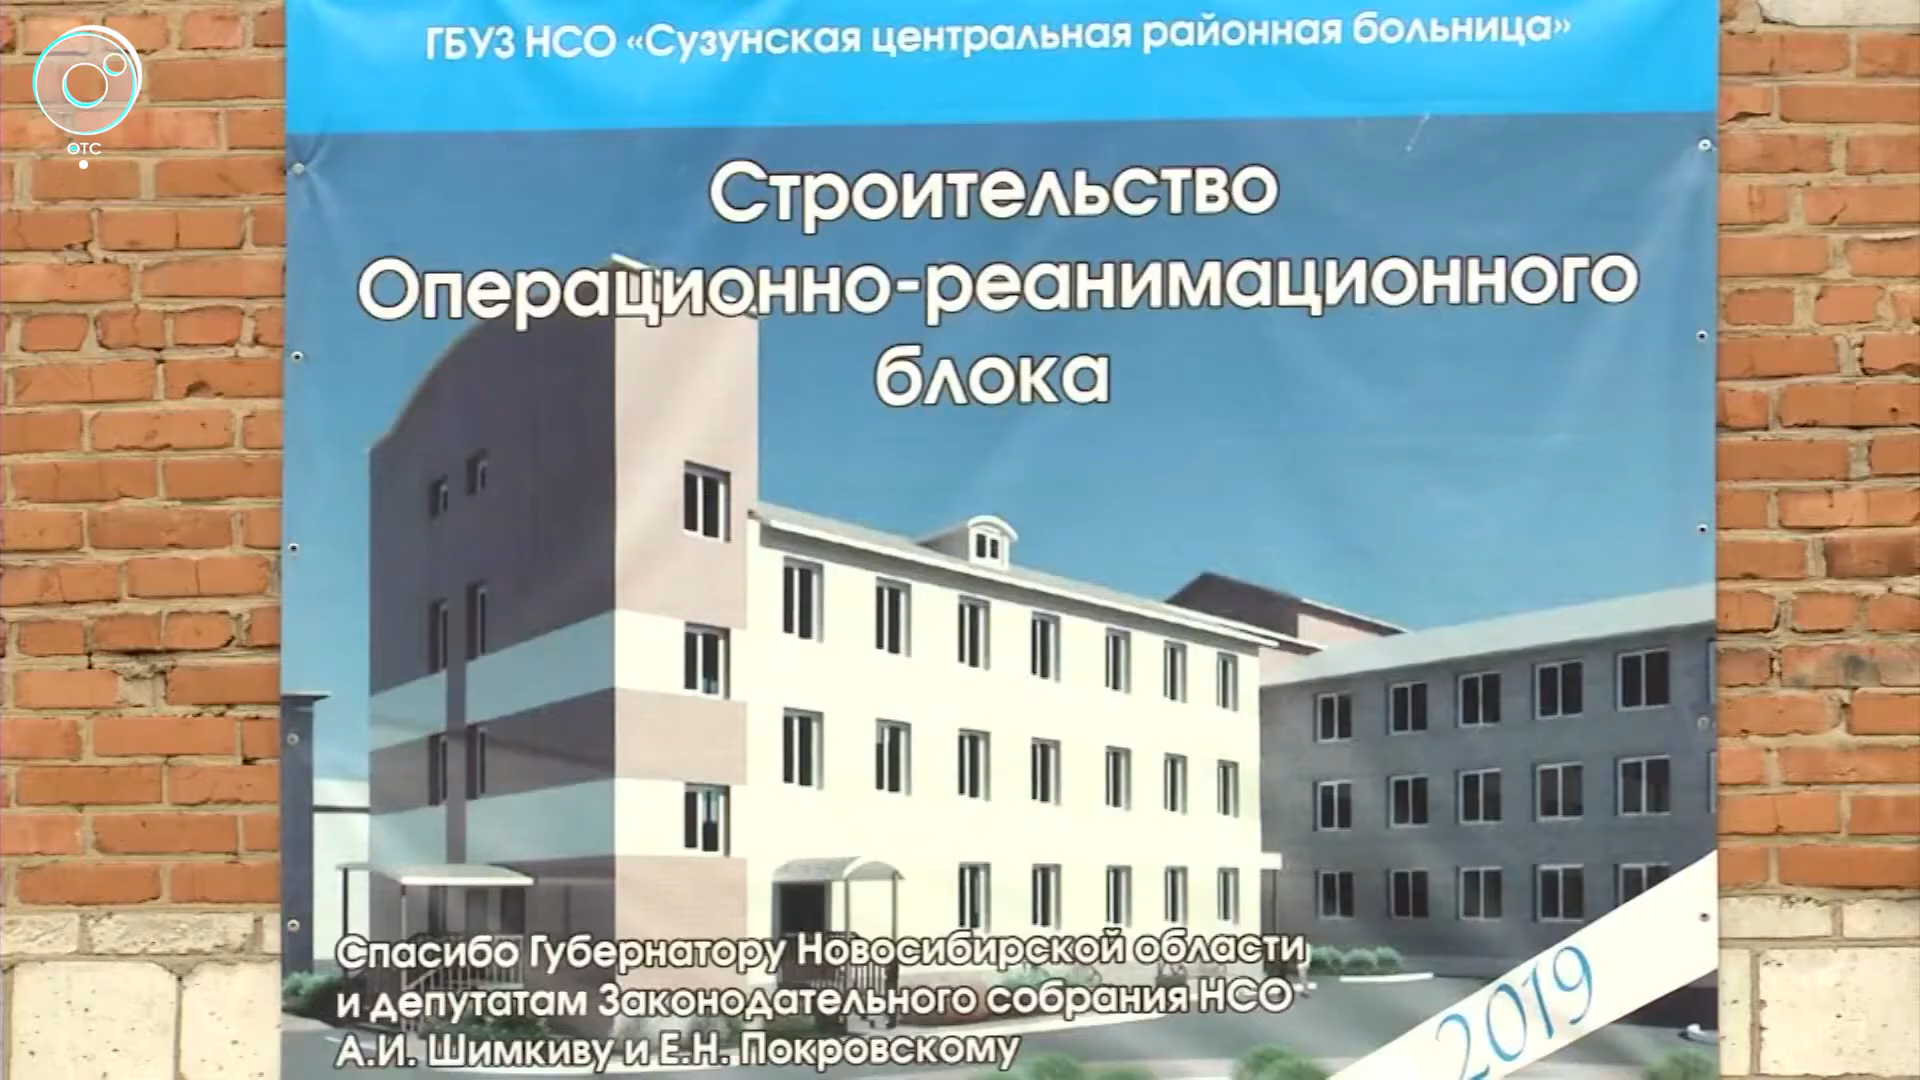 ГБУЗ НСО «Сузунская центральная районная больница»
ОТС
Строительство
Операционно-реанимационного
блока
Спасибо Губернатору Новосибирской области
и депутатам Законодательного собрания НСО
А.И. Шимкиву и Е.Н. Покровскому
2019